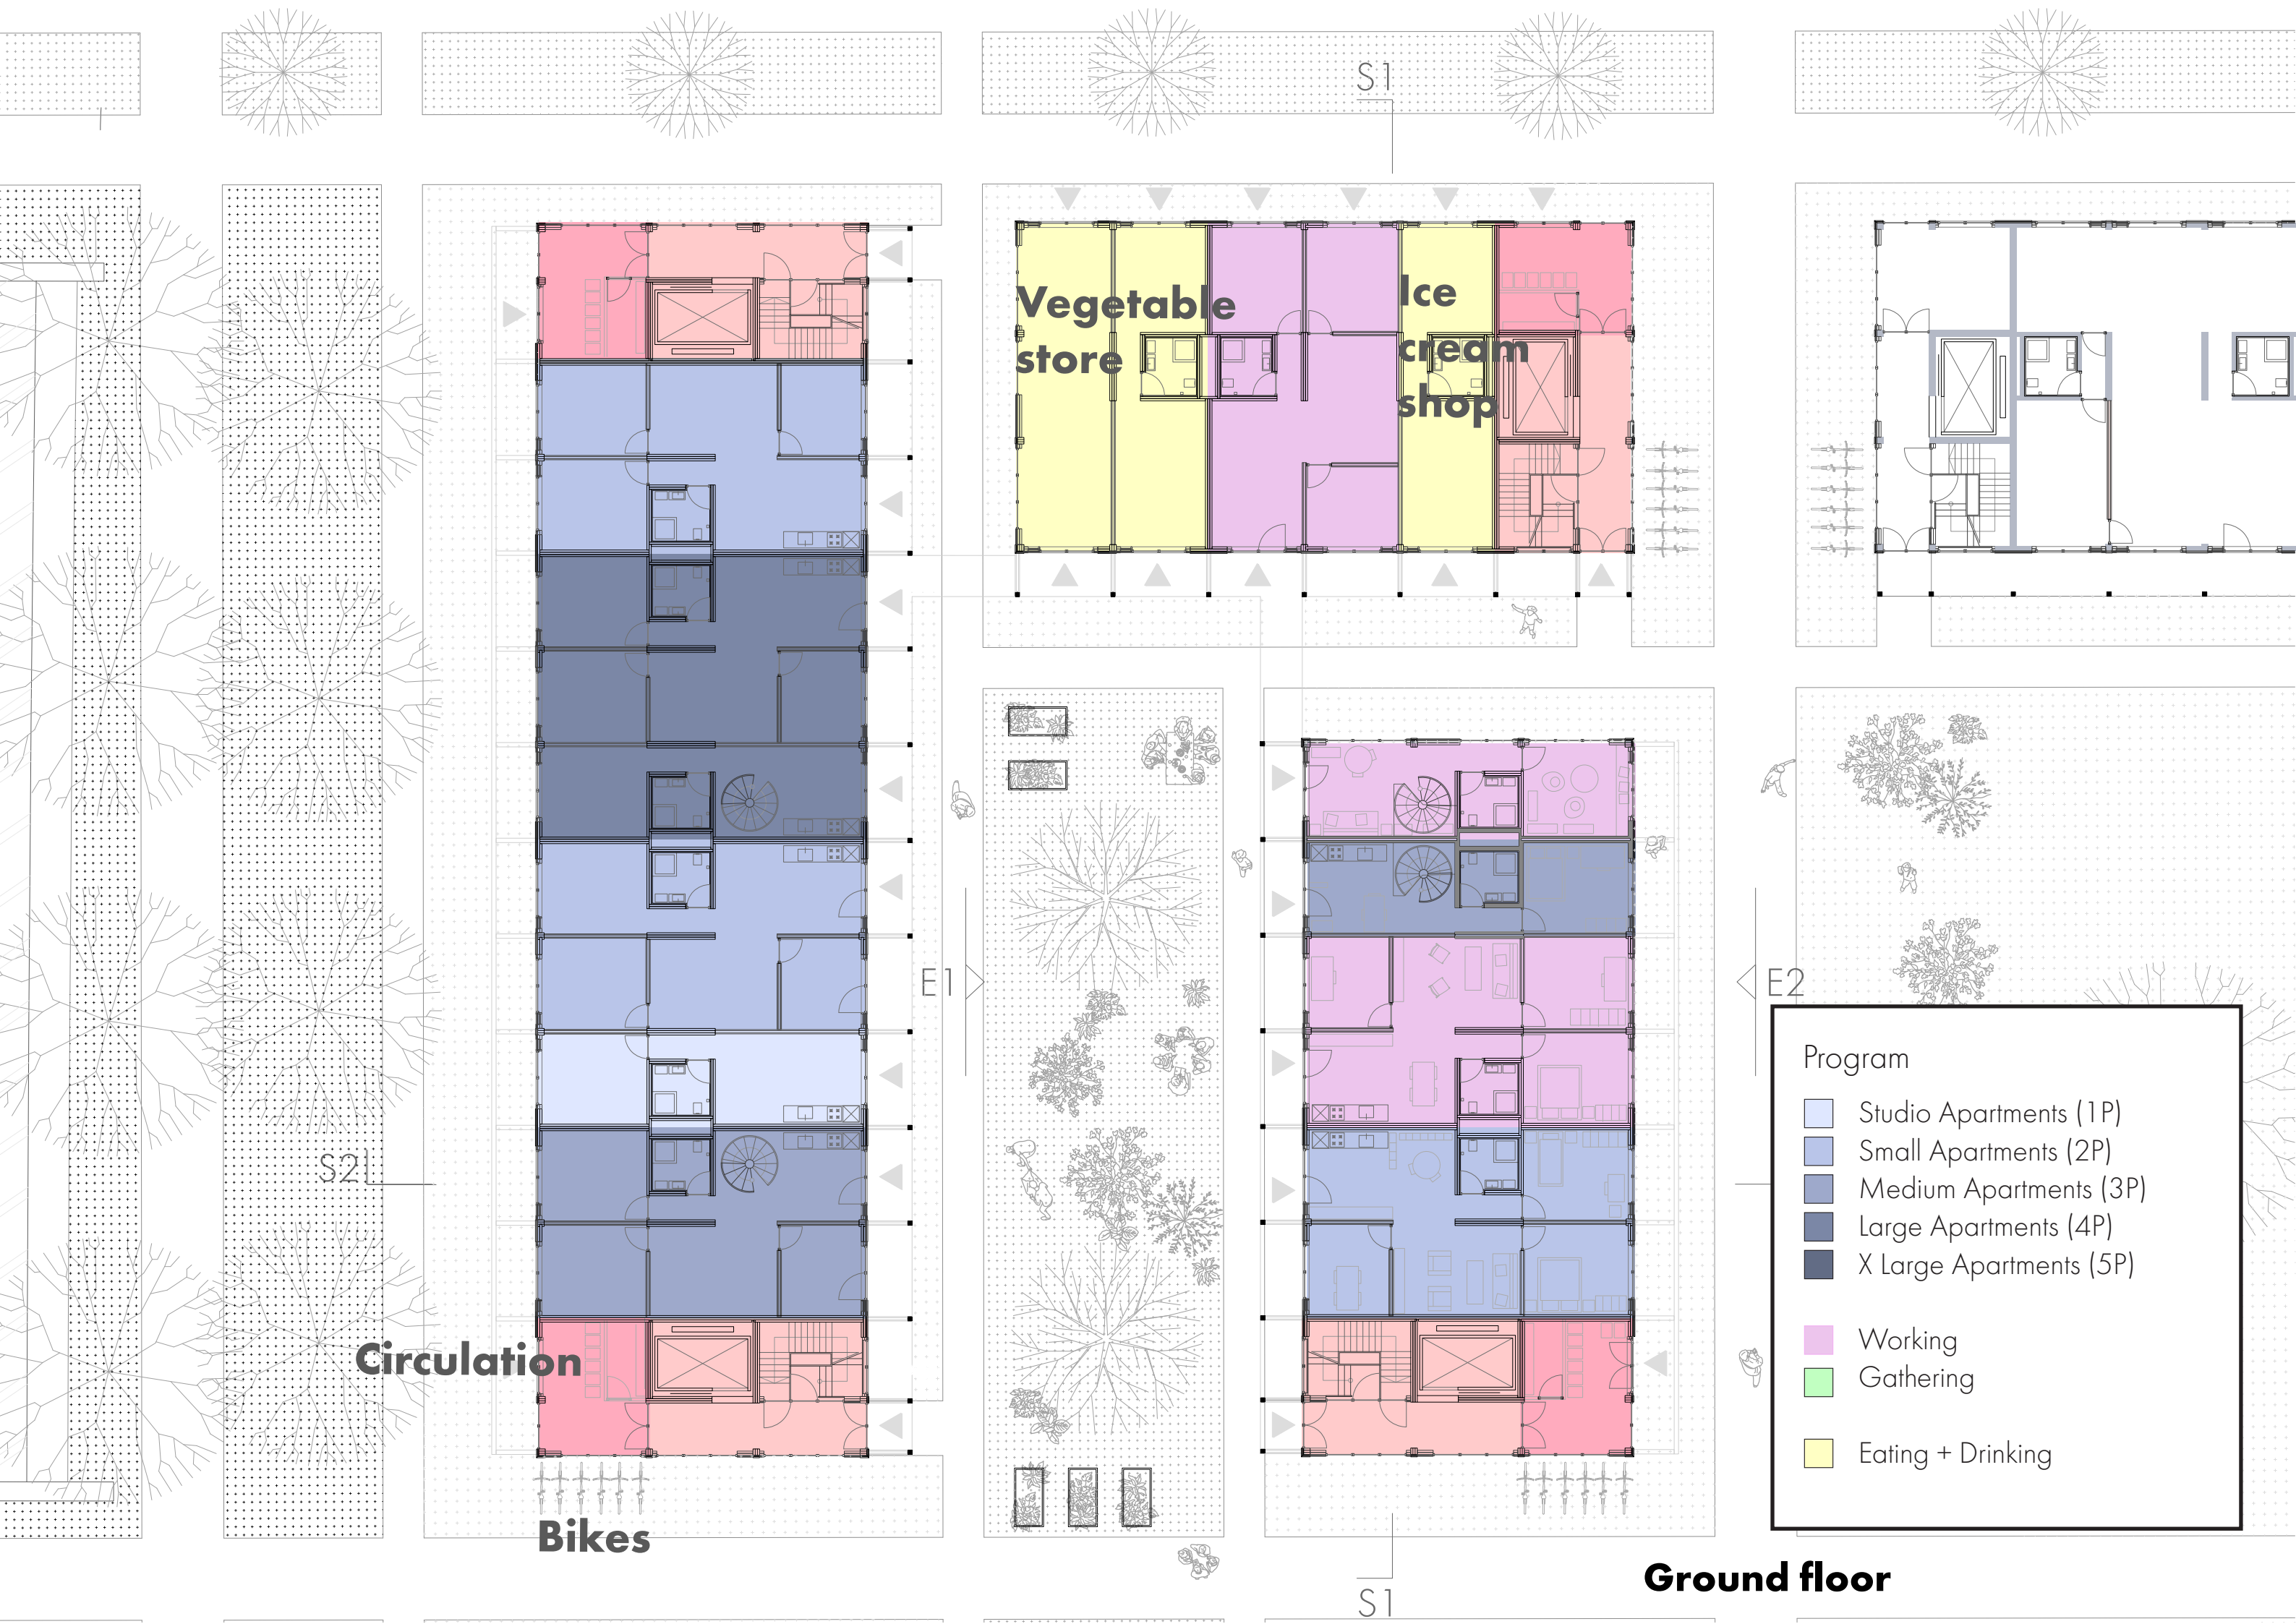 S1
Vegetable
store
Ice
cream
shop
E1
E2
S2
Circulation
Bikes
Program
Studio Apartments (1P)
Small Apartments (2P)
Medium Apartments (3P)
Large Apartments (4P)
X Large Apartments (5P)
Working
Gathering
Eating + Drinking
Ground floor
S1